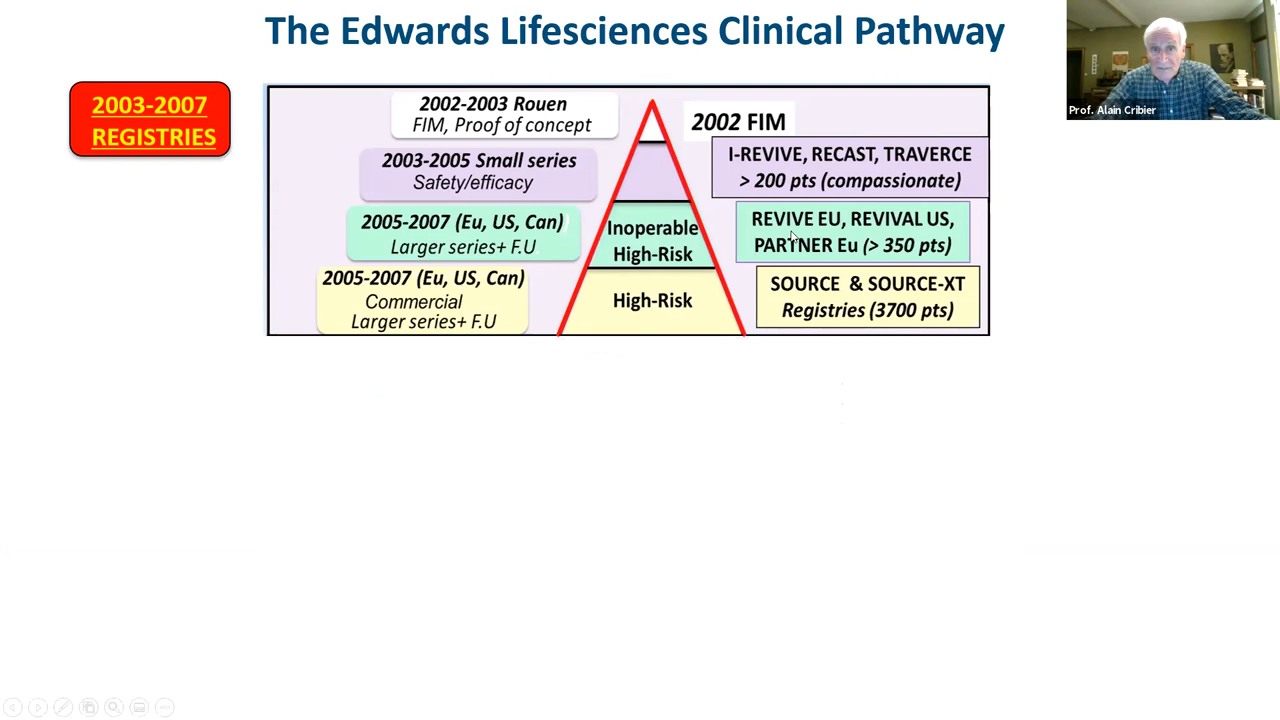 The Edwards Lifesciences Clinical Pathway
2003-2007
REGISTRIES
2002-2003 Rouen
FIM, Proof of concept
2002 FIM
2003-2005 Small series
Safety/efficacy
I-REVIVE, RECAST, TRAVERCE
> 200 pts (compassionate)
2005-2007 (Eu, US, Can)
Larger series+ F.U
Inoperable
High-Risk
REVIVE EU, REVIVAL US,
PARTNER Eu (> 350 pts)
2005-2007 (Eu, US, Can)
Commercial
Larger series+ F.U
High-Risk
SOURCE & SOURCE-XT
Registries (3700 pts)
Prof. Alain Cribier